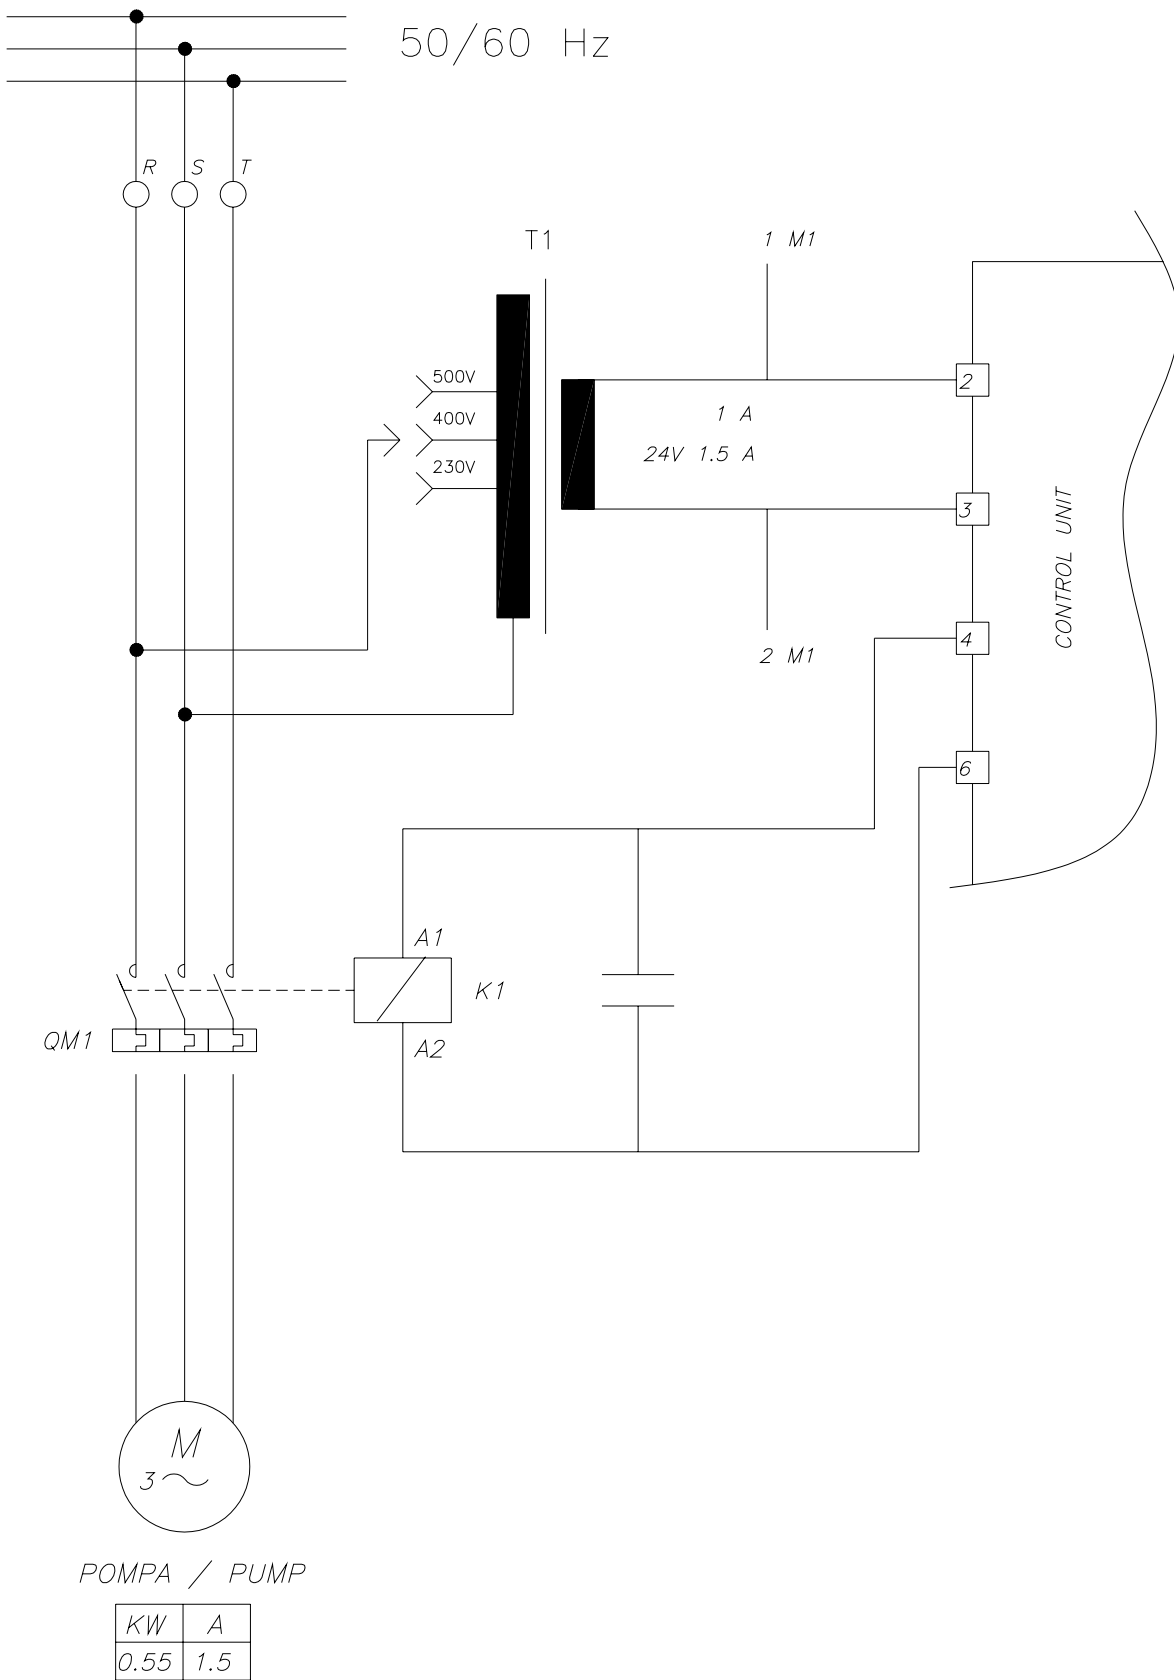 50/60 Hz
R S T
T1
1 M1
500V
400V
230V
1 A
24V 1.5 A
2
3
4
6
CONTROL UNIT
2 M1
A1
K1
A2
QM1
M
3~
POMPA / PUMP
KW A
0.55 1.5